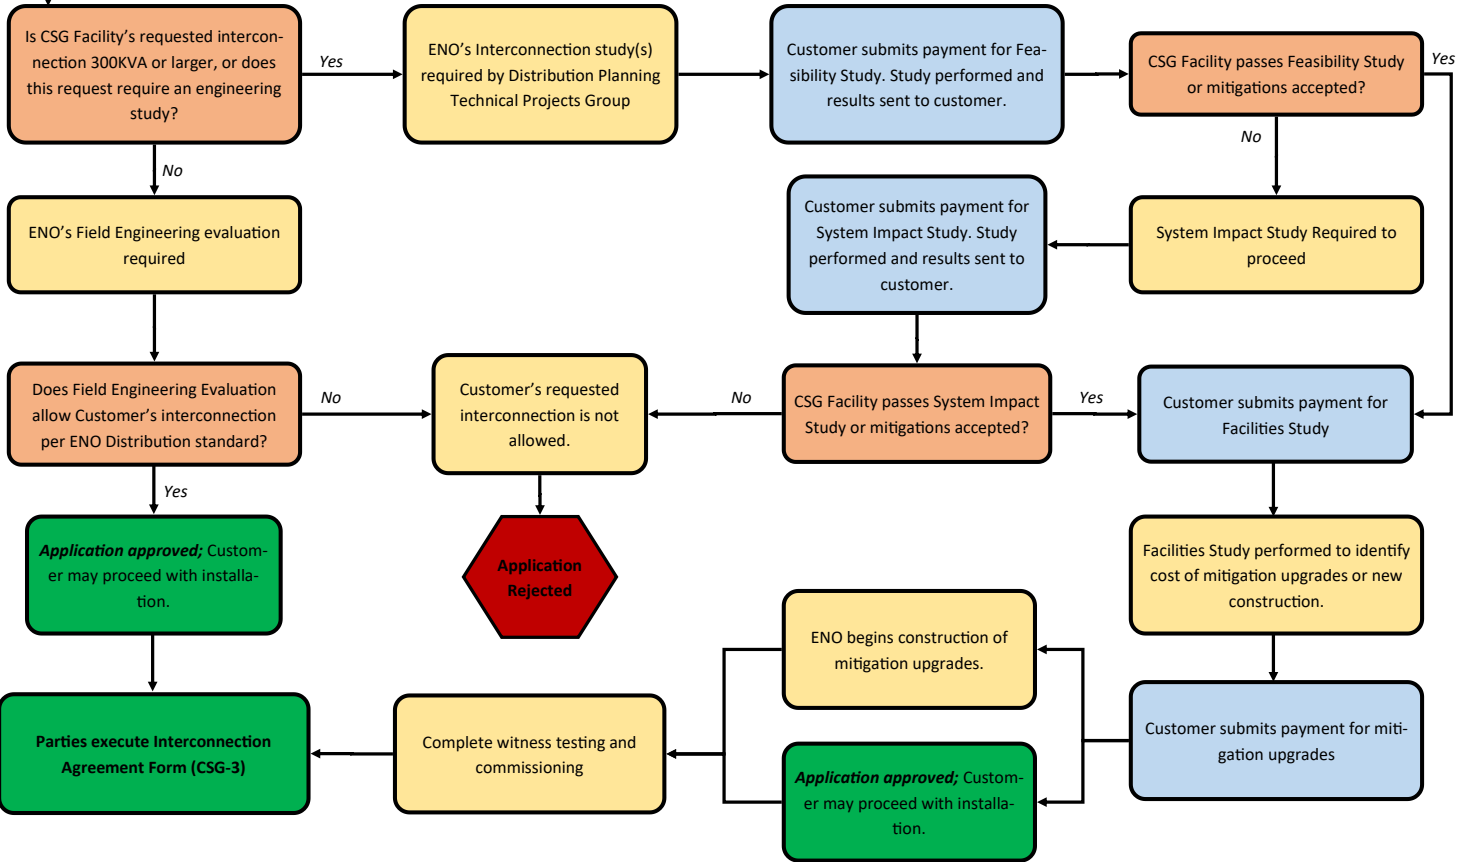 Is CSG Facility's requested intercon-
nection 300KVA or larger, or does
this request require an engineering
study?
Yes
ENO's Interconnection study(s)
required by Distribution Planning
Technical Projects Group
Customer submits payment for Fea-
sibility Study. Study performed and
results sent to customer.
CSG Facility passes Feasibility Study
or mitigations accepted?
Yes
No
No
ENO's Field Engineering evaluation
required
Customer submits payment for
System Impact Study. Study
performed and results sent to
customer.
System Impact Study Required to
proceed
Does Field Engineering Evaluation
allow Customer's interconnection
per ENO Distribution standard?
No
Customer's requested
interconnection is not
allowed.
No
CSG Facility passes System Impact
Study or mitigations accepted?
Yes
Customer submits payment for
Facilities Study
Yes
Application approved; Custom-
er may proceed with installa-
tion.
Application
Rejected
Facilities Study performed to identify
cost of mitigation upgrades or new
construction.
ENO begins construction of
mitigation upgrades.
Parties execute Interconnection
Agreement Form (CSG-3)
Complete witness testing and
commissioning
Application approved; Custom-
er may proceed with installa-
tion.
Customer submits payment for miti-
gation upgrades